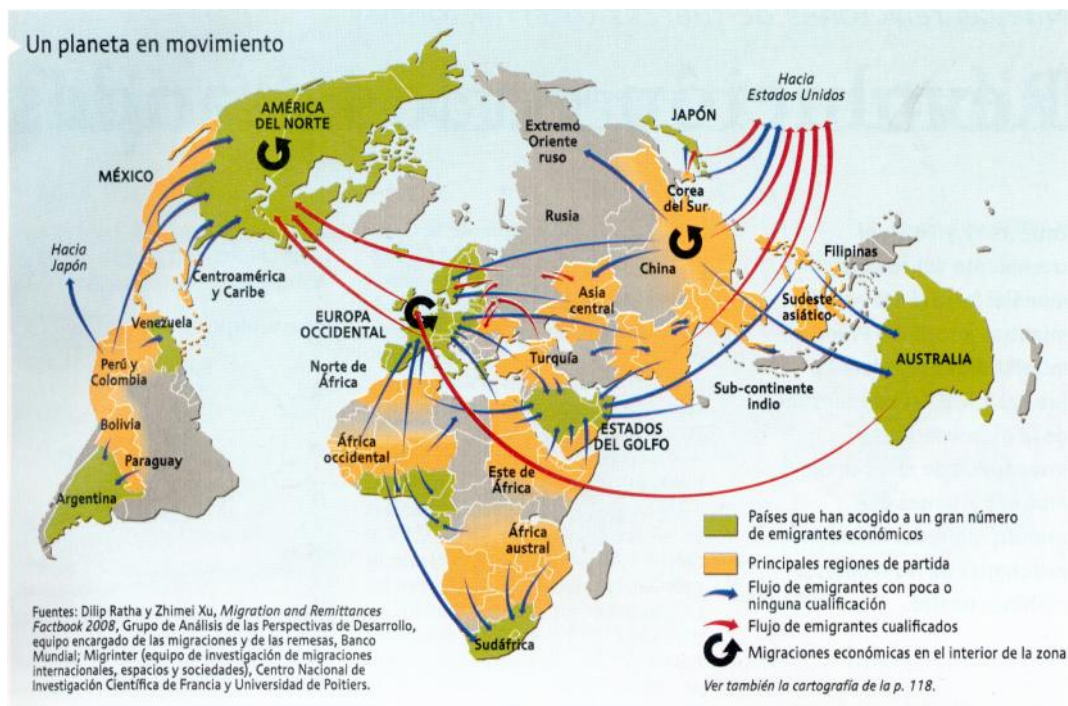 Un planeta en movimiento
AMÉRICA
DEL NORTE
MÉXICO
Hacia
Japón
Centroamérica
y Caribe
Venezuela
Perú y
Colombia
Bolivia
Paraguay
Argentina
Extremo
Oriente
ruso
JAPÓN
Hacia
Estados Unidos
Corea
del Sur
Rusia
China
Filipinas
Asia
central
Sudeste
asiático
EUROPA
OCCIDENTAL
Turquía
Norte de
África
AUSTRALIA
Sub-continente
indio
ESTADOS
DEL GOLFO
África
occidental
Este de
África
África
austral
Sudáfrica
Países que han acogido a un gran número
de emigrantes económicos
Principales regiones de partida
Flujo de emigrantes con poca o
ninguna cualificación
Flujo de emigrantes cualificados
Migraciones económicas en el interior de la zona
Ver también la cartografía de la p. 118.
Fuentes: Dilip Ratha y Zhimei Xu, Migration and Remittances
Factbook 2008, Grupo de Análisis de las Perspectivas de Desarrollo,
equipo encargado de las migraciones y de las remesas, Banco
Mundial; Migrinter (equipo de investigación de migraciones
internacionales, espacios y sociedades), Centro Nacional de
Investigación Científica de Francia y Universidad de Poitiers.